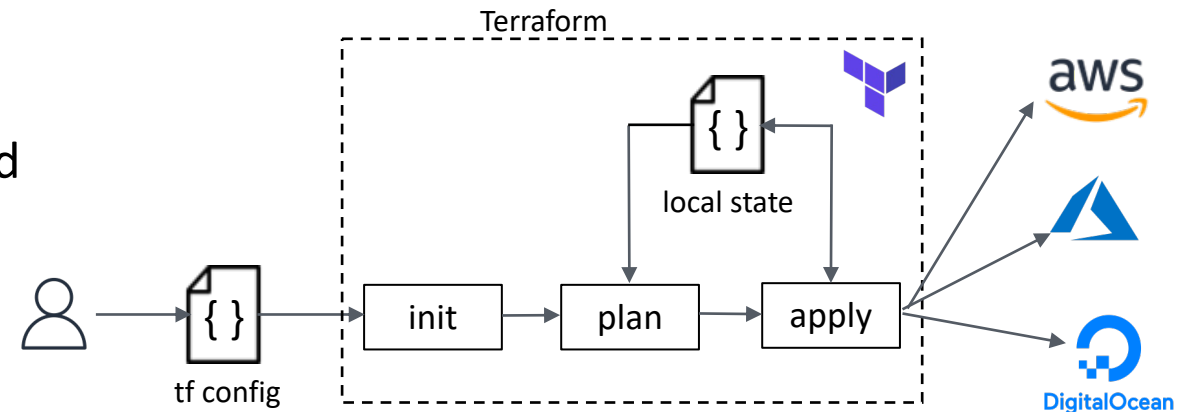 Terraform
aws
{ }
d
local state
{ }
init
plan
apply
tf config
DigitalOcean